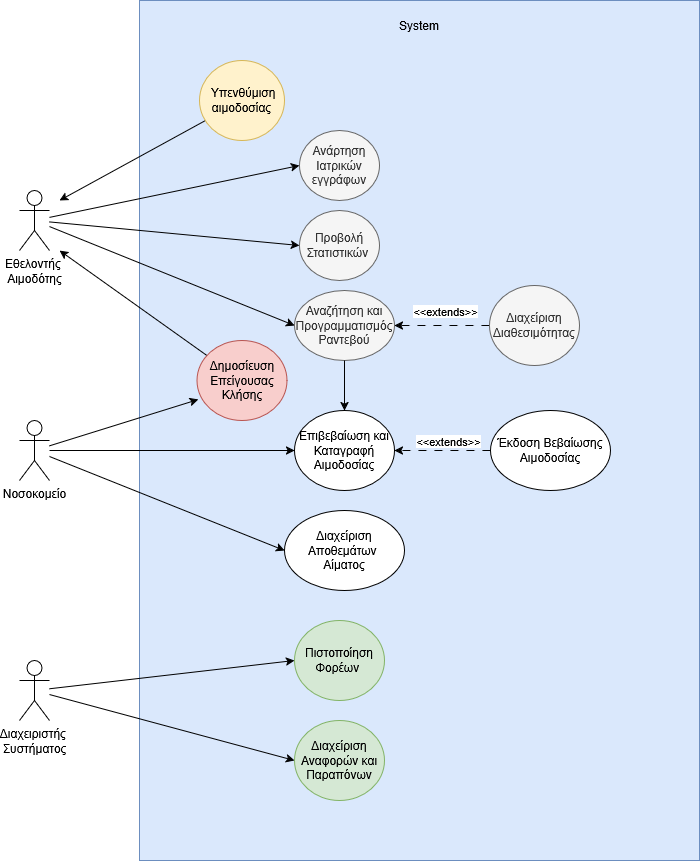 System
Υπενθύμιση
αιμοδοσίας
Ανάρτηση
Ιατρικών
εγγράφων
Εθελοντής
Αιμοδότης
Προβολή
Στατιστικών
Αναζήτηση και
Προγραμματισμός
Ραντεβού
<<extends>>
Διαχείριση
Διαθεσιμότητας
Δημοσίευση
Επείγουσας
Κλήσης
Νοσοκομείο
Επιβεβαίωση και
Καταγραφή
Αιμοδοσίας
<<extends>>
Έκδοση Βεβαίωσης
Αιμοδοσίας
Διαχείριση
Αποθεμάτων
Αίματος
Πιστοποίηση
Φορέων
Διαχειριστής
Συστήματος
Διαχείριση
Αναφορών και
Παραπόνων